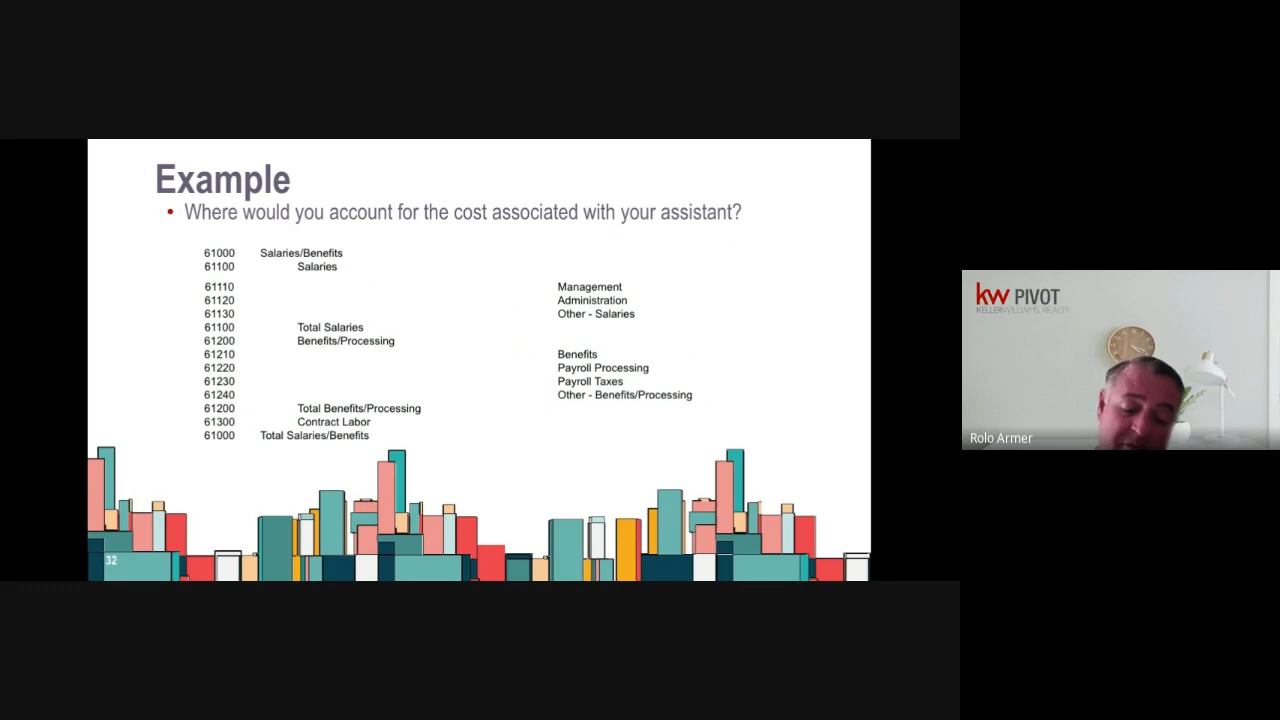 Example
• Where would you account for the cost associated with your assistant?
61000 Salaries/Benefits
61100 Salaries
61110 Management
61120 Administration
61130 Other - Salaries
61100 Total Salaries
61200 Benefits/Processing
61210 Benefits
61220 Payroll Processing
61230 Payroll Taxes
61240 Other - Benefits/Processing
61200 Total Benefits/Processing
61300 Contract Labor
61000 Total Salaries/Benefits
32
kw PIVOT
KELLERWILLIAMS. REALTY
Rolo Armer